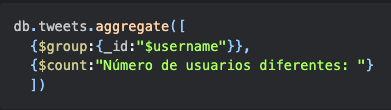 db.tweets.aggregate([
{$group:{_id:"$username"}},
{$count:"Número de usuarios diferentes: "}
])